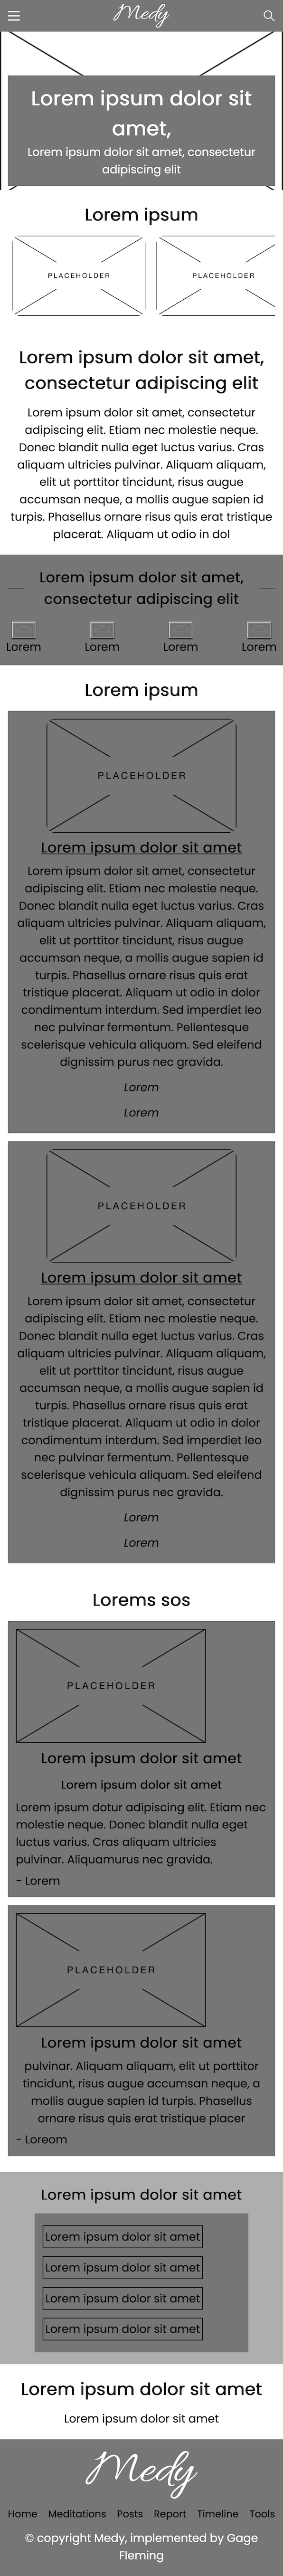 Medy
Lorem ipsum dolor sit
amet,
Lorem ipsum dolor sit amet, consectetur
adipiscing elit
Lorem ipsum
PLACEHOLDER
PLACEHOLDER
Lorem ipsum dolor sit amet,
consectetur adipiscing elit
Lorem ipsum dolor sit amet, consectetur
adipiscing elit. Etiam nec molestie neque.
Donec blandit nulla eget luctus varius. Cras
aliquam ultricies pulvinar. Aliquam aliquam,
elit ut porttitor tincidunt, risus augue
accumsan neque, a mollis augue sapien id
turpis. Phasellus ornare risus quis erat tristique
placerat. Aliquam ut odio in dol
Lorem ipsum dolor sit amet,
consectetur adipiscing elit
Lorem Lorem Lorem Lorem
Lorem ipsum
PLACEHOLDER
Lorem ipsum dolor sit amet
Lorem ipsum dolor sit amet, consectetur
adipiscing elit. Etiam nec molestie neque.
Donec blandit nulla eget luctus varius. Cras
aliquam ultricies pulvinar. Aliquam aliquam,
elit ut porttitor tincidunt, risus augue
accumsan neque, a mollis augue sapien id
turpis. Phasellus ornare risus quis erat
tristique placerat. Aliquam ut odio in dolor
condimentum interdum. Sed imperdiet leo
nec pulvinar fermentum. Pellentesque
scelerisque vehicula aliquam. Sed eleifend
dignissim purus nec gravida.
Lorem
Lorem
PLACEHOLDER
Lorem ipsum dolor sit amet
Lorem ipsum dolor sit amet, consectetur
adipiscing elit. Etiam nec molestie neque.
Donec blandit nulla eget luctus varius. Cras
aliquam ultricies pulvinar. Aliquam aliquam,
elit ut porttitor tincidunt, risus augue
accumsan neque, a mollis augue sapien id
turpis. Phasellus ornare risus quis erat
tristique placerat. Aliquam ut odio in dolor
condimentum interdum. Sed imperdiet leo
nec pulvinar fermentum. Pellentesque
scelerisque vehicula aliquam. Sed eleifend
dignissim purus nec gravida.
Lorem
Lorem
Lorems sos
PLACEHOLDER
Lorem ipsum dolor sit amet
Lorem ipsum dolor sit amet
Lorem ipsum dotur adipiscing elit. Etiam nec
molestie neque. Donec blandit nulla eget
luctus varius. Cras aliquam ultricies
pulvinar. Aliquamurus nec gravida.
- Lorem
PLACEHOLDER
Lorem ipsum dolor sit amet
pulvinar. Aliquam aliquam, elit ut porttitor
tincidunt, risus augue accumsan neque, a
mollis augue sapien id turpis. Phasellus
ornare risus quis erat tristique placer
- Loreom
Lorem ipsum dolor sit amet
Lorem ipsum dolor sit amet
Lorem ipsum dolor sit amet
Lorem ipsum dolor sit amet
Lorem ipsum dolor sit amet
Lorem ipsum dolor sit amet
Lorem ipsum dolor sit amet
Medy
Home Meditations Posts Report Timeline Tools
© copyright Medy, implemented by Gage
Fleming